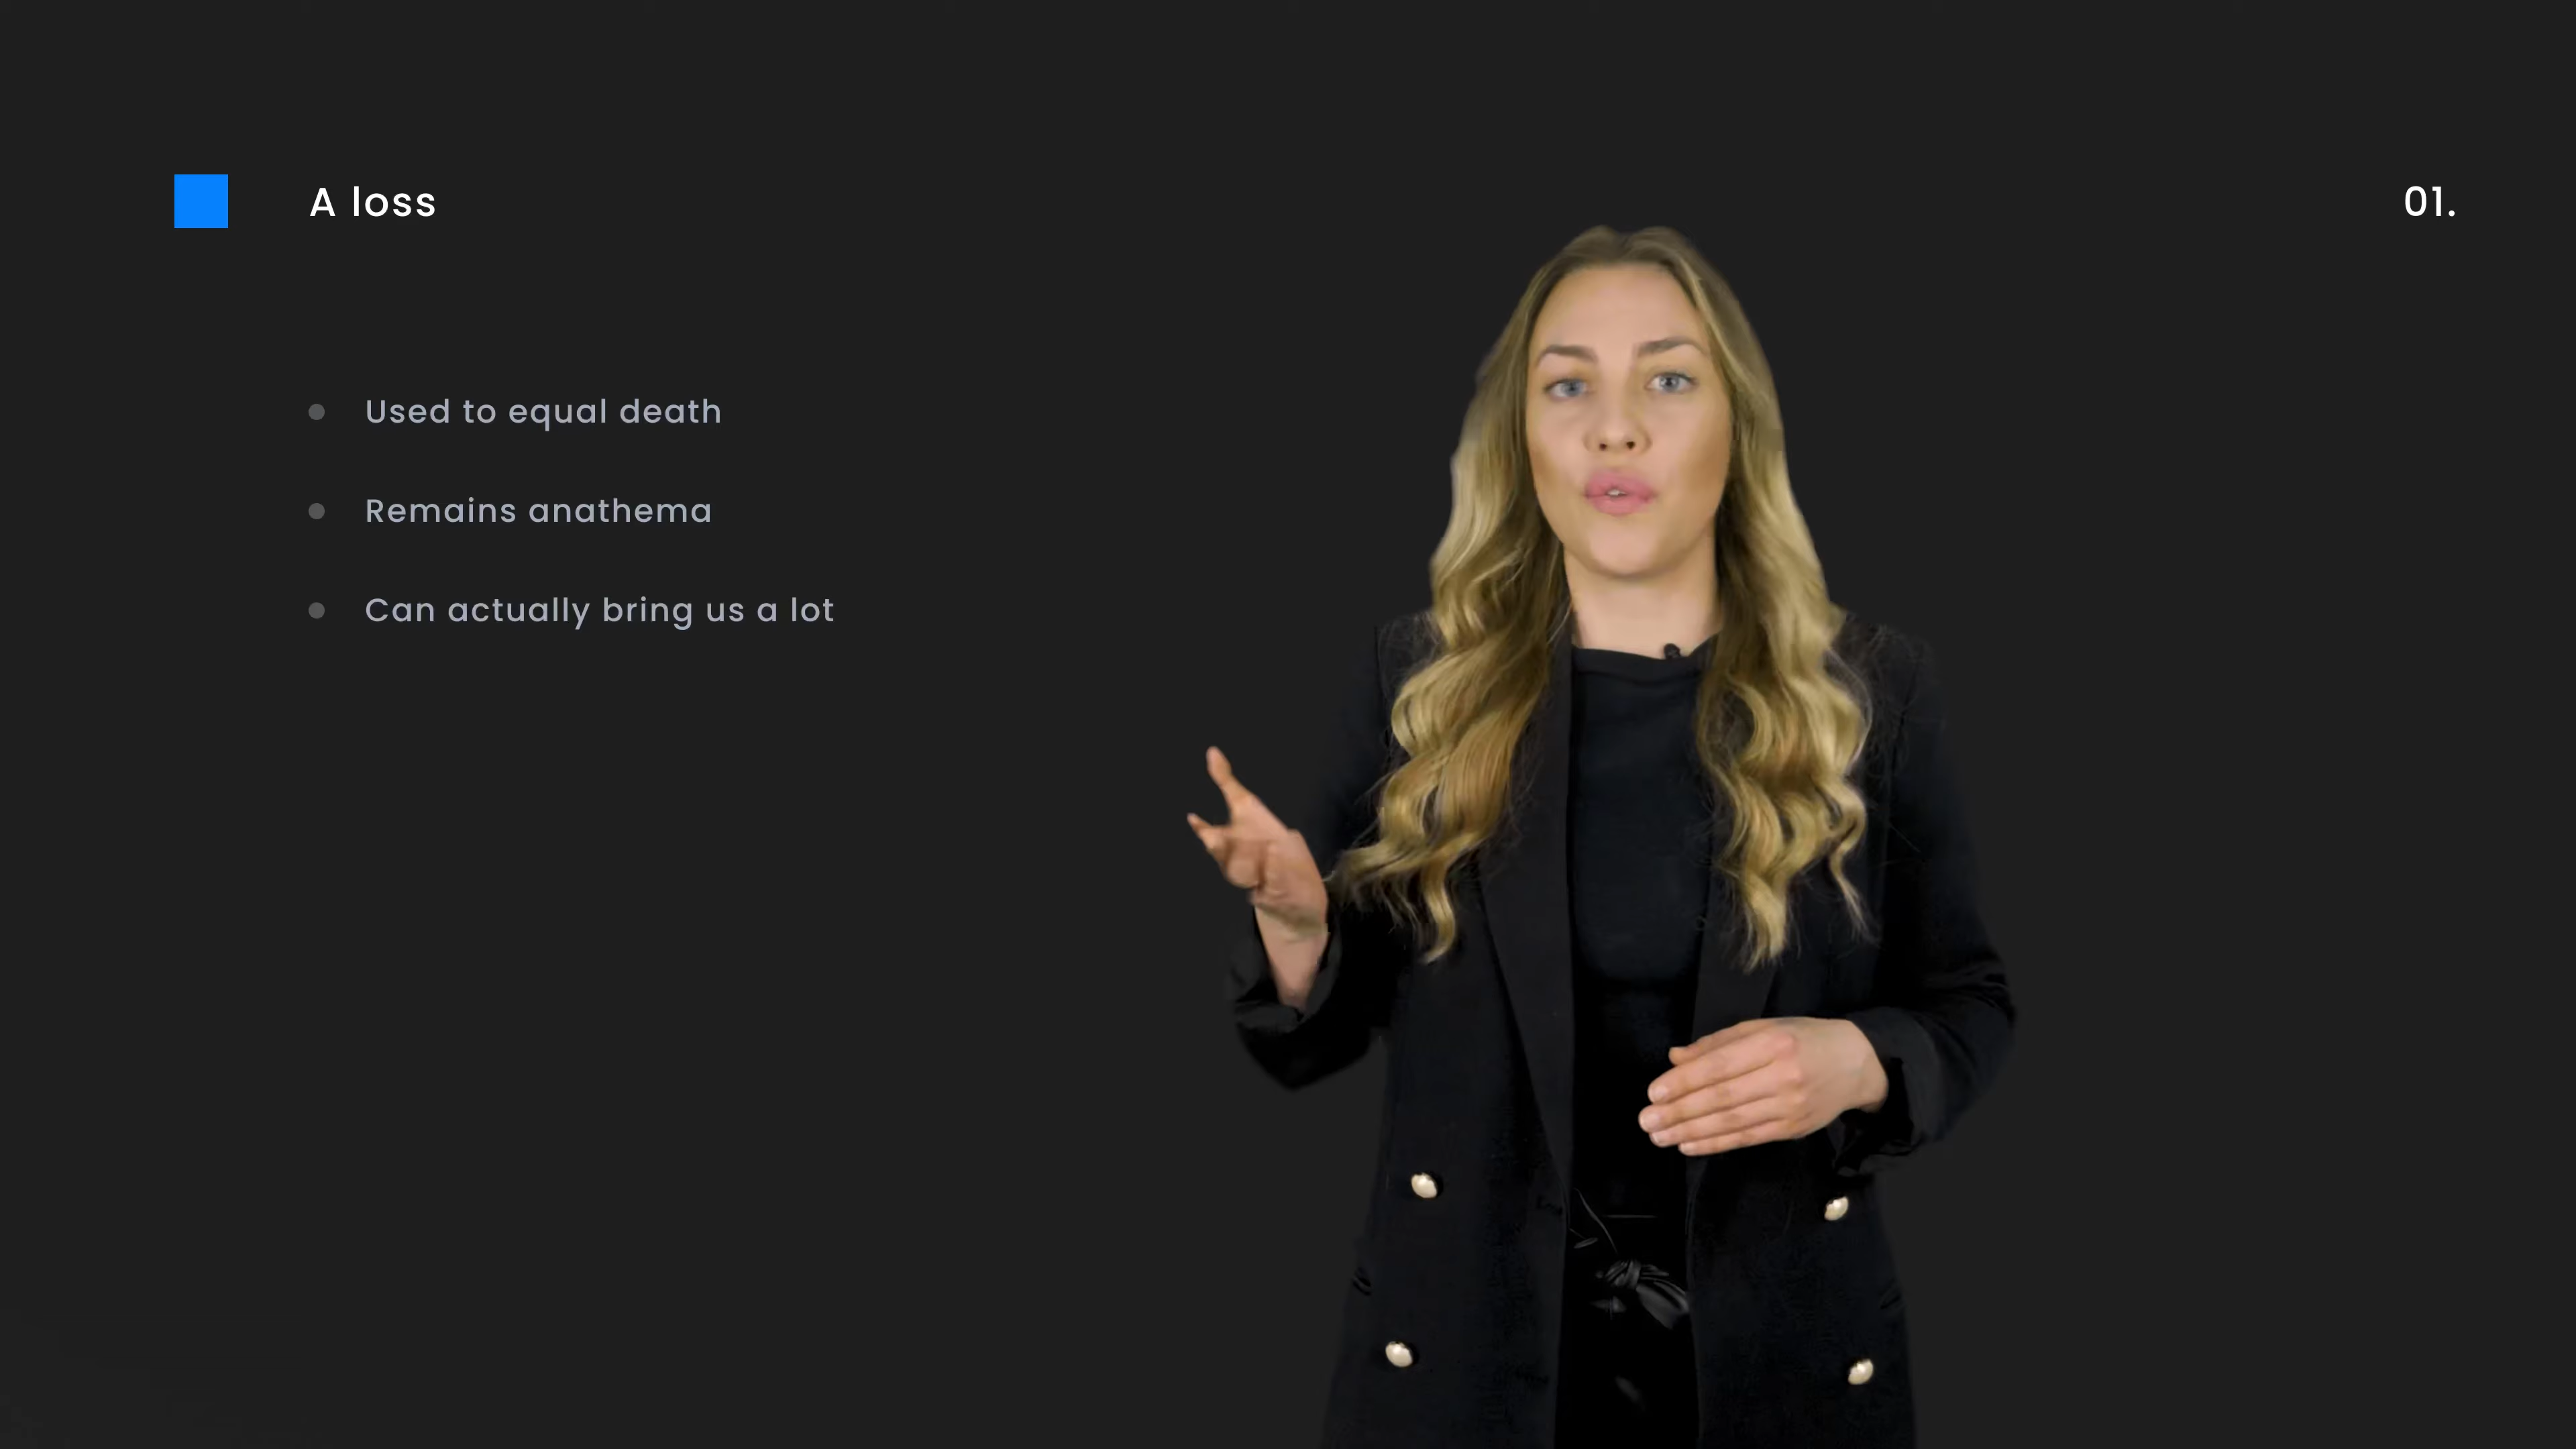 A loss
01.
Used to equal death
Remains anathema
Can actually bring us a lot